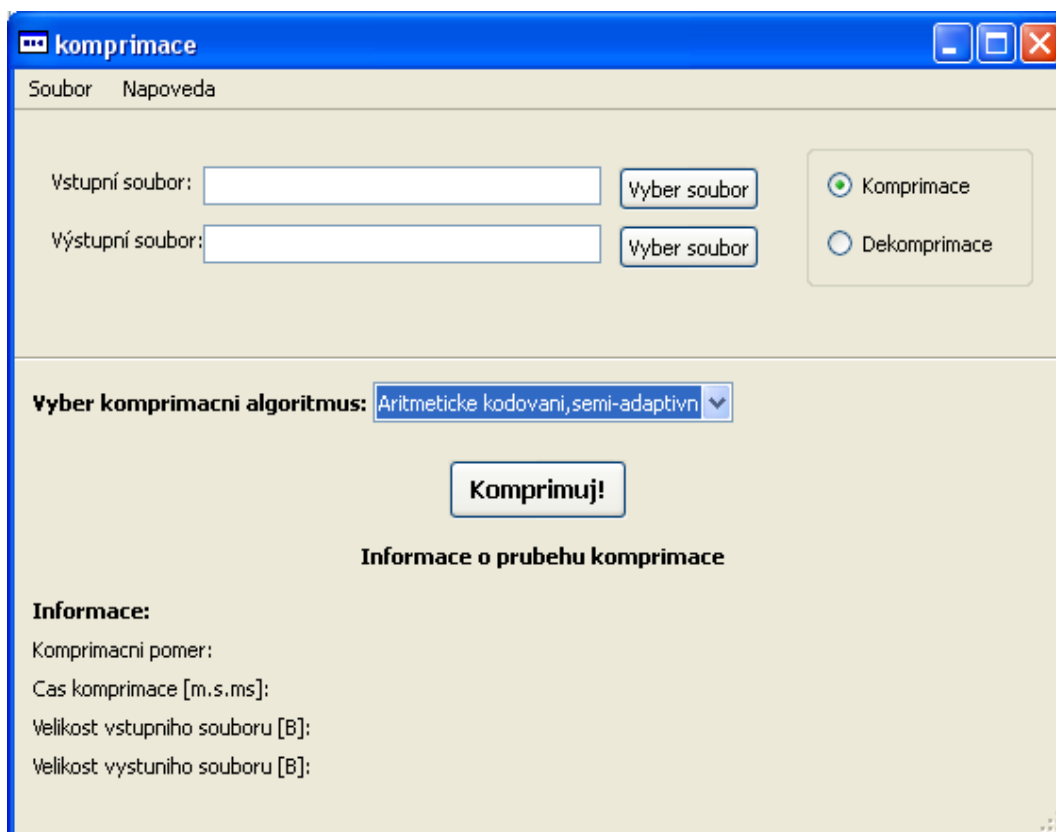 komprimace
Soubor Napoveda
Vstupní soubor: Vyber soubor
Komprimace
Výstupní soubor: Vyber soubor
Dekomprimace
Vyber komprimacni algoritmus: Aritmeticke kodovani,semi-adaptivn
Komprimuj!
Informace o prubehu komprimace
Informace:
Komprimacni pomer:
Cas komprimace [m.s.ms]:
Velikost vstupniho souboru [B]:
Velikost vystuniho souboru [B]: